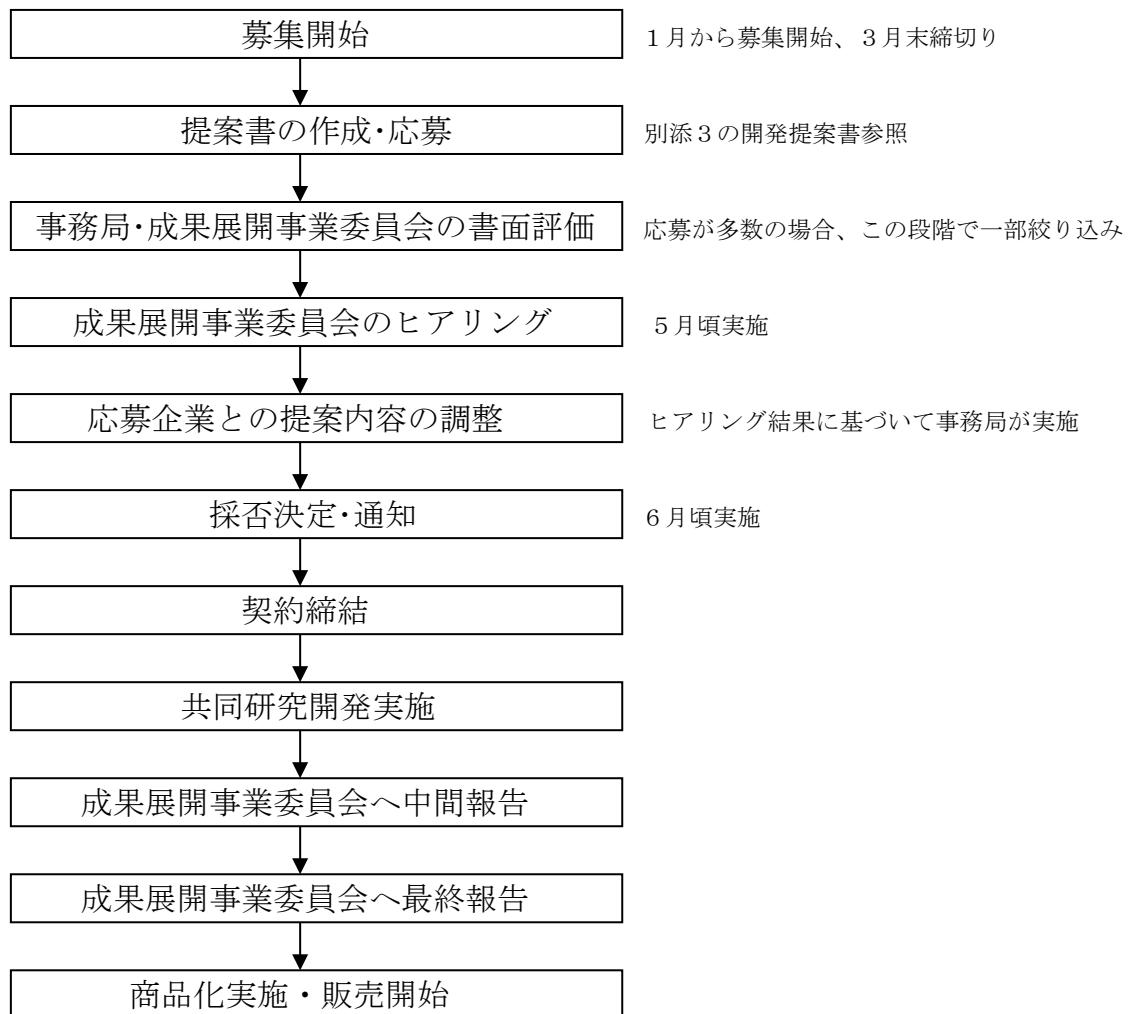 募集開始 １月から募集開始、３月末締切り
提案書の作成･応募 別添３の開発提案書参照
事務局･成果展開事業委員会の書面評価 応募が多数の場合、この段階で一部絞り込み
成果展開事業委員会のヒアリング ５月頃実施
応募企業との提案内容の調整 ヒアリング結果に基づいて事務局が実施
採否決定･通知 ６月頃実施
契約締結
共同研究開発実施
成果展開事業委員会へ中間報告
成果展開事業委員会へ最終報告
商品化実施・販売開始